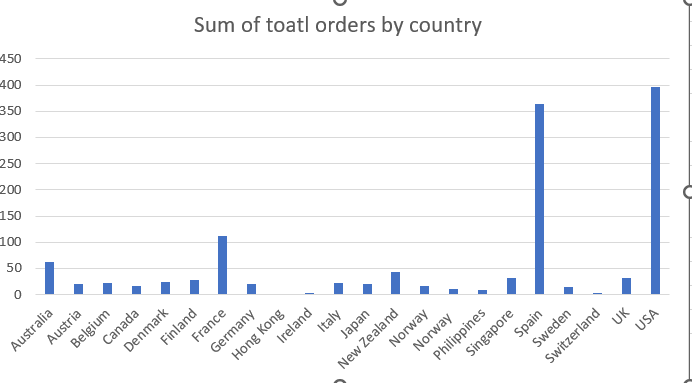 Sum of toatl orders by country
450
400
350
300
250
200
150
100
50
0
Australia
Austria
Belgium
Canada
Denmark
Finland
France
Germany
Hong Kong
Ireland
Italy
Japan
New Zealand
Norway
Norway
Philippines
Singapore
Spain
Sweden
Switzerland
UK
USA